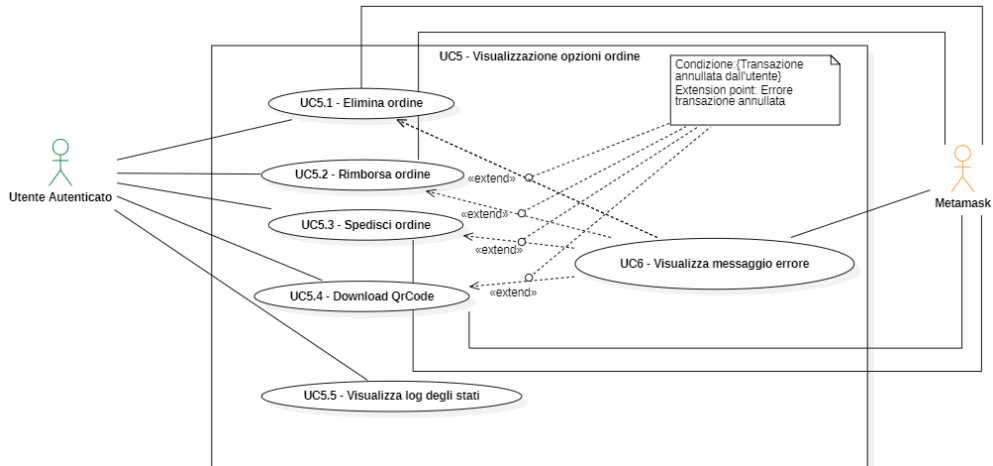 UC5 - Visualizzazione opzioni ordine
Condizione:{Transazione
annullata dall'utente}
Extension point: Errore
transazione annullata
UC5.1 - Elimina ordine
UC5.2 - Rimborsa ordine
«extend»
Utente Autenticato
Metamask
«extend»
UC5.3 - Spedisci ordine
«extend»
UC6 - Visualizza messaggio errore
UC5.4 - Download QrCode
«extend»
UC5.5 - Visualizza log degli stati